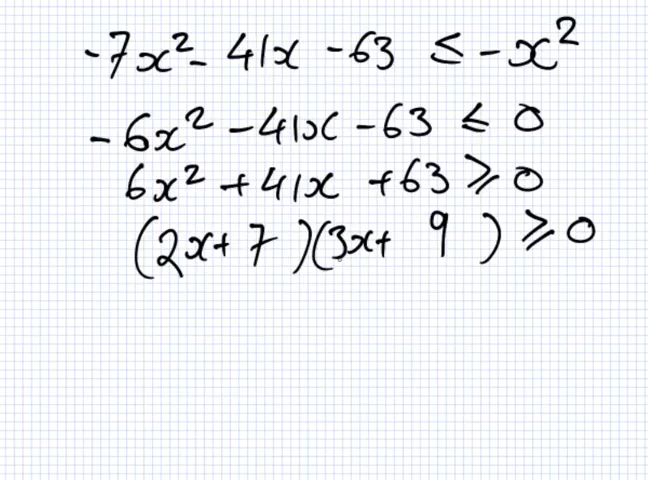 -7x² - 41x - 63 ≤ -x²
-6x² - 41x - 63 ≤ 0
6x² + 41x + 63 ≥ 0
(2x + 7)(3x + 9) ≥ 0